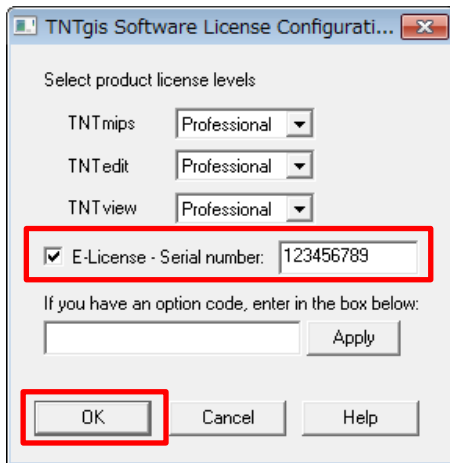 TNTgis Software License Configurati...
Select product license levels
TNTmips Professional
TNTedit Professional
TNTview Professional
E-License - Serial number: 123456789
If you have an option code, enter in the box below:
Apply
OK Cancel Help